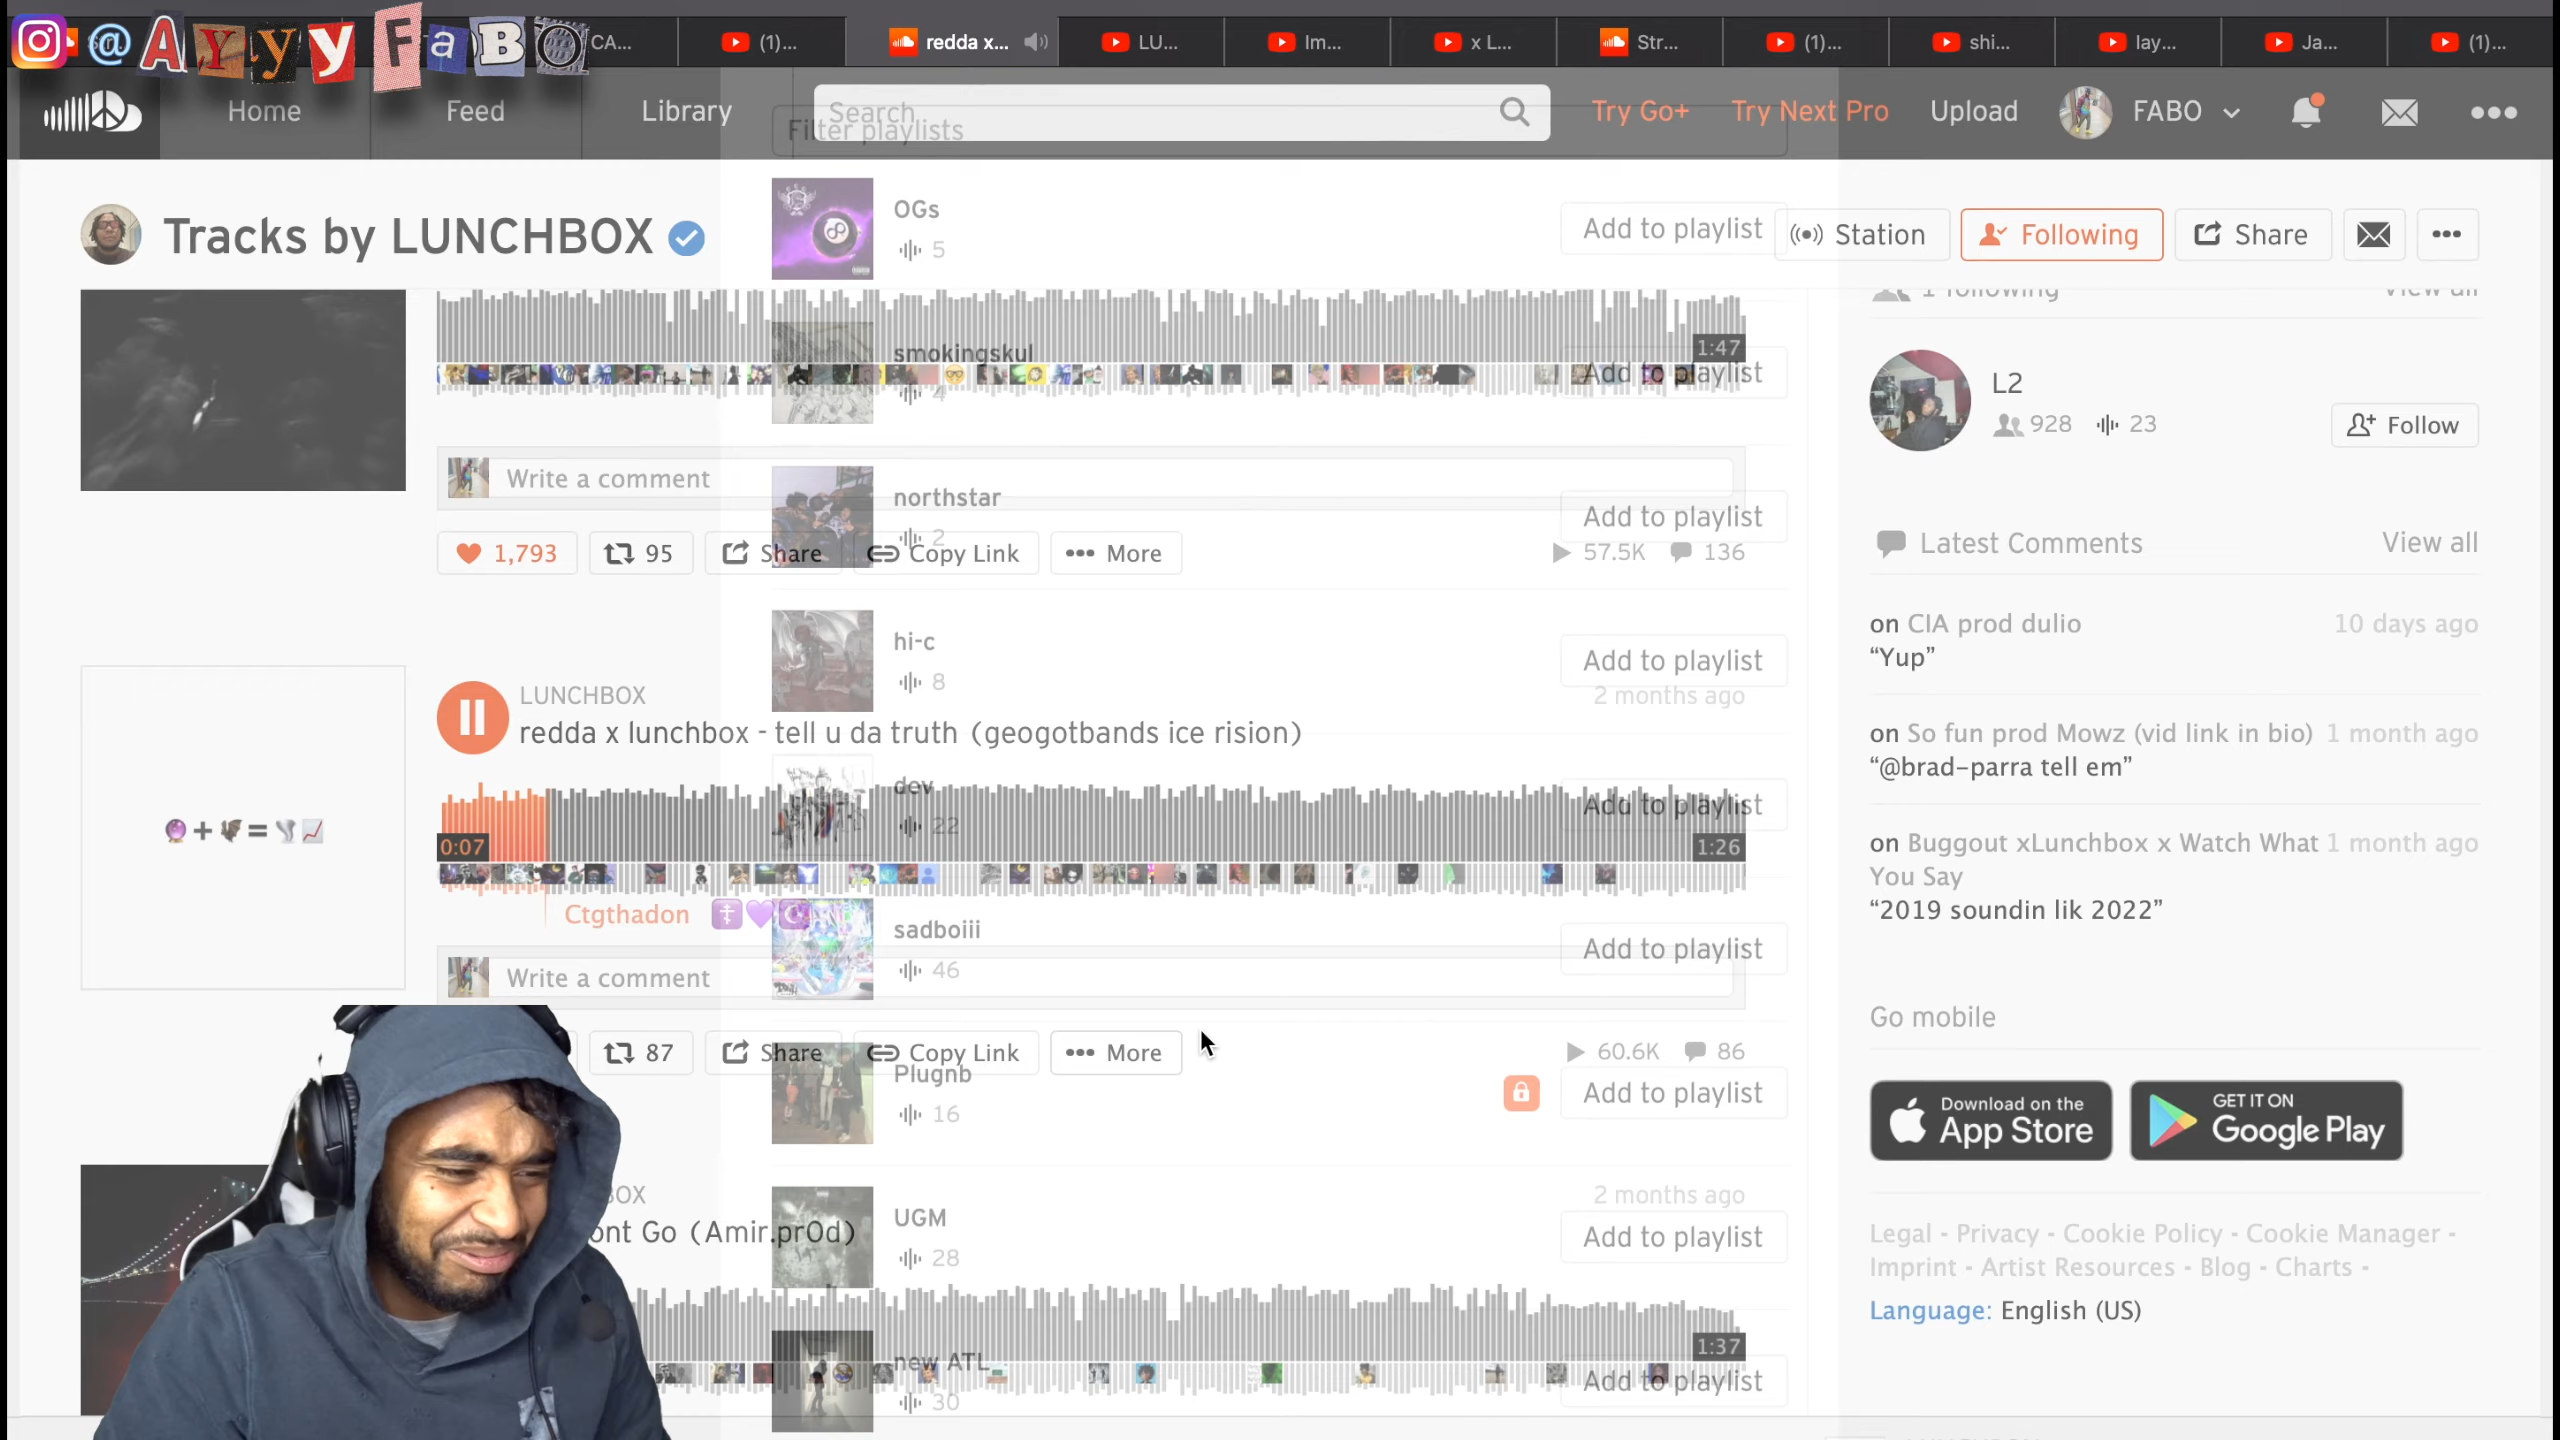 @AYyyFaBO
CA...
(1)...
redda x...
LU...
Im...
x L...
Str...
(1)...
shi...
lay...
Ja...
(1)...
Home
Feed
Library
Search
Filter playlists
Try Go+
Try Next Pro
Upload
FABO
Tracks by LUNCHBOX
Station
Following
Share
OGs
5
Add to playlist
1 following
View all
1:47
smokingskul
4
Add to playlist
L2
928
23
Follow
Write a comment
northstar
2
Add to playlist
1,793
95
Share
Copy Link
More
57.5K
136
Latest Comments
View all
on CIA prod dulio
10 days ago
“Yup”
hi-c
8
Add to playlist
LUNCHBOX
2 months ago
redda x lunchbox - tell u da truth (geogotbands ice rision)
on So fun prod Mowz (vid link in bio)
1 month ago
“@brad-parra tell em”
dev
22
Add to playlist
0:07
1:26
on Buggout xLunchbox x Watch What
1 month ago
You Say
“2019 soundin lik 2022”
Ctgthadon
sadboiii
46
Add to playlist
Write a comment
Go mobile
87
Share
Copy Link
More
60.6K
86
Plugnb
16
Add to playlist
Download on the
App Store
GET IT ON
Google Play
BOX
2 months ago
ont Go (Amir.prOd)
UGM
28
Add to playlist
Legal - Privacy - Cookie Policy - Cookie Manager -
Imprint - Artist Resources - Blog - Charts -
Language: English (US)
1:37
new ATL
30
Add to playlist